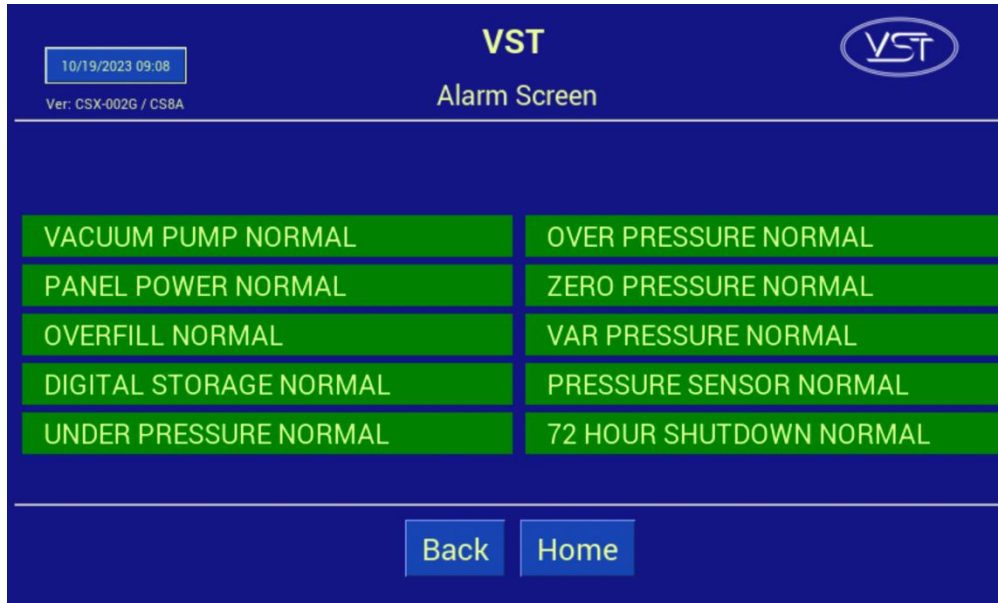 VST
10/19/2023 09:08
Ver: CSX-002G / CS8A
Alarm Screen
VST
VACUUM PUMP NORMAL
OVER PRESSURE NORMAL
PANEL POWER NORMAL
ZERO PRESSURE NORMAL
OVERFILL NORMAL
VAR PRESSURE NORMAL
DIGITAL STORAGE NORMAL
PRESSURE SENSOR NORMAL
UNDER PRESSURE NORMAL
72 HOUR SHUTDOWN NORMAL
Back
Home